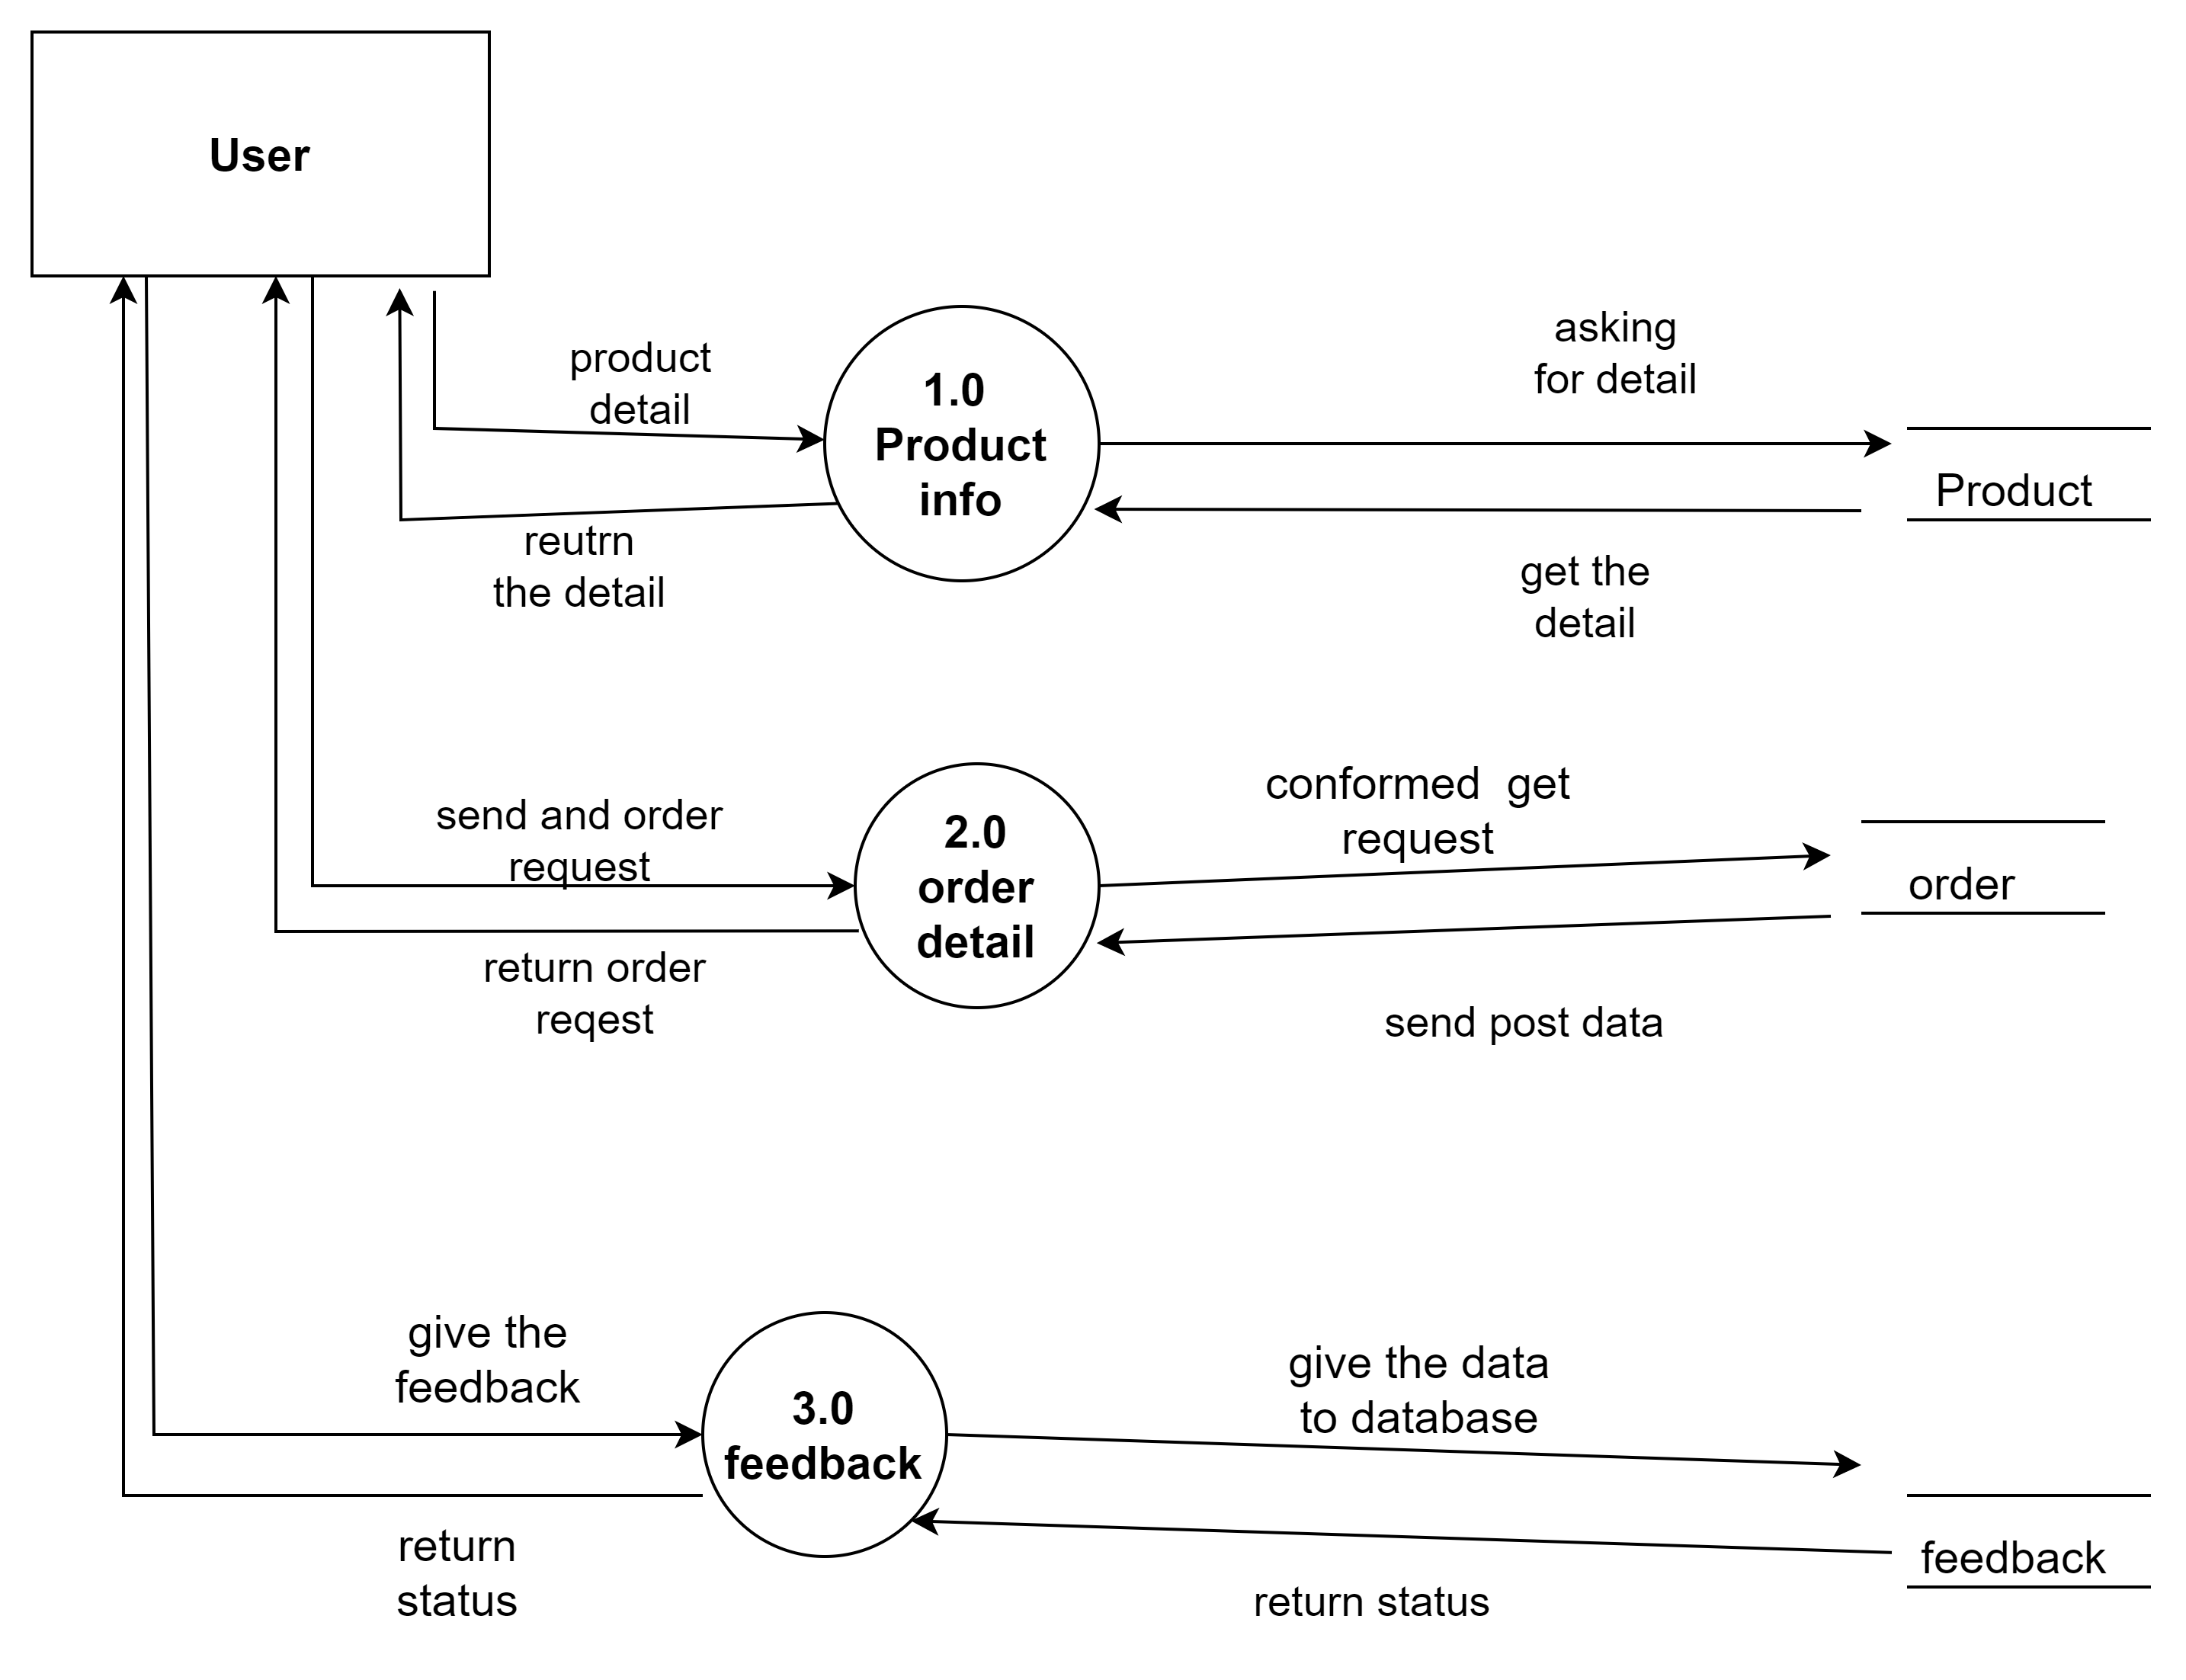 User
product
detail
1.0
Product
info
asking
for detail
Product
reutrn
the detail
get the
detail
send and order
request
2.0
order
detail
conformed  get
request
order
return order
reqest
send post data
give the
feedback
3.0
feedback
give the data
to database
feedback
return
status
return status